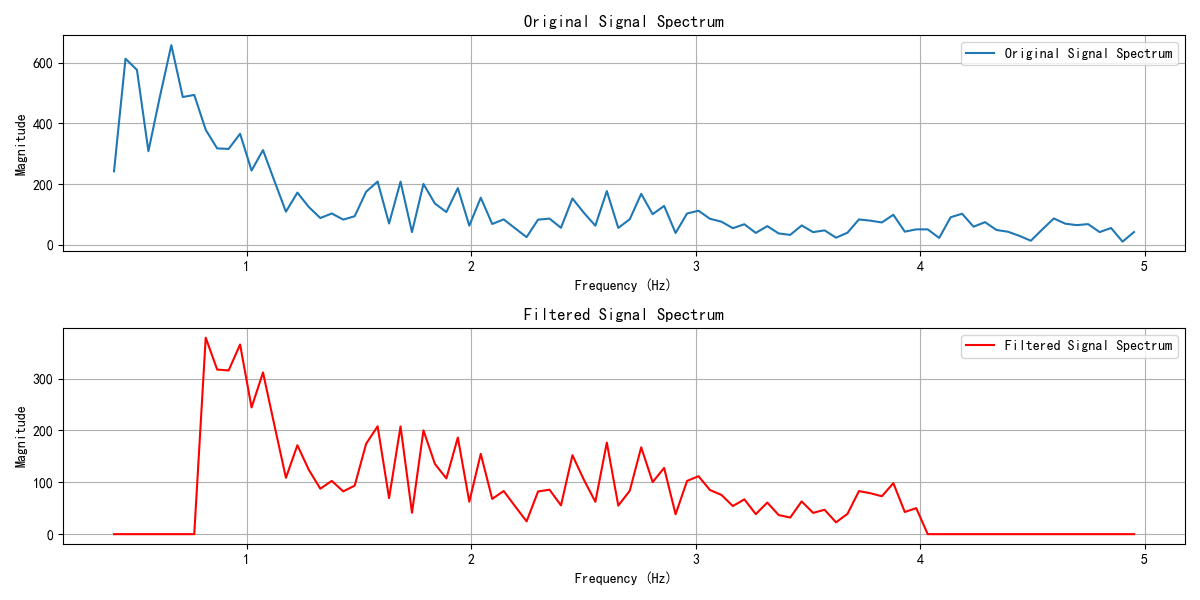 Original Signal Spectrum
Original Signal Spectrum
600
400
200
0
Magnitude
1
2
3
4
5
Frequency (Hz)
Filtered Signal Spectrum
Filtered Signal Spectrum
300
200
100
0
Magnitude
1
2
3
4
5
Frequency (Hz)